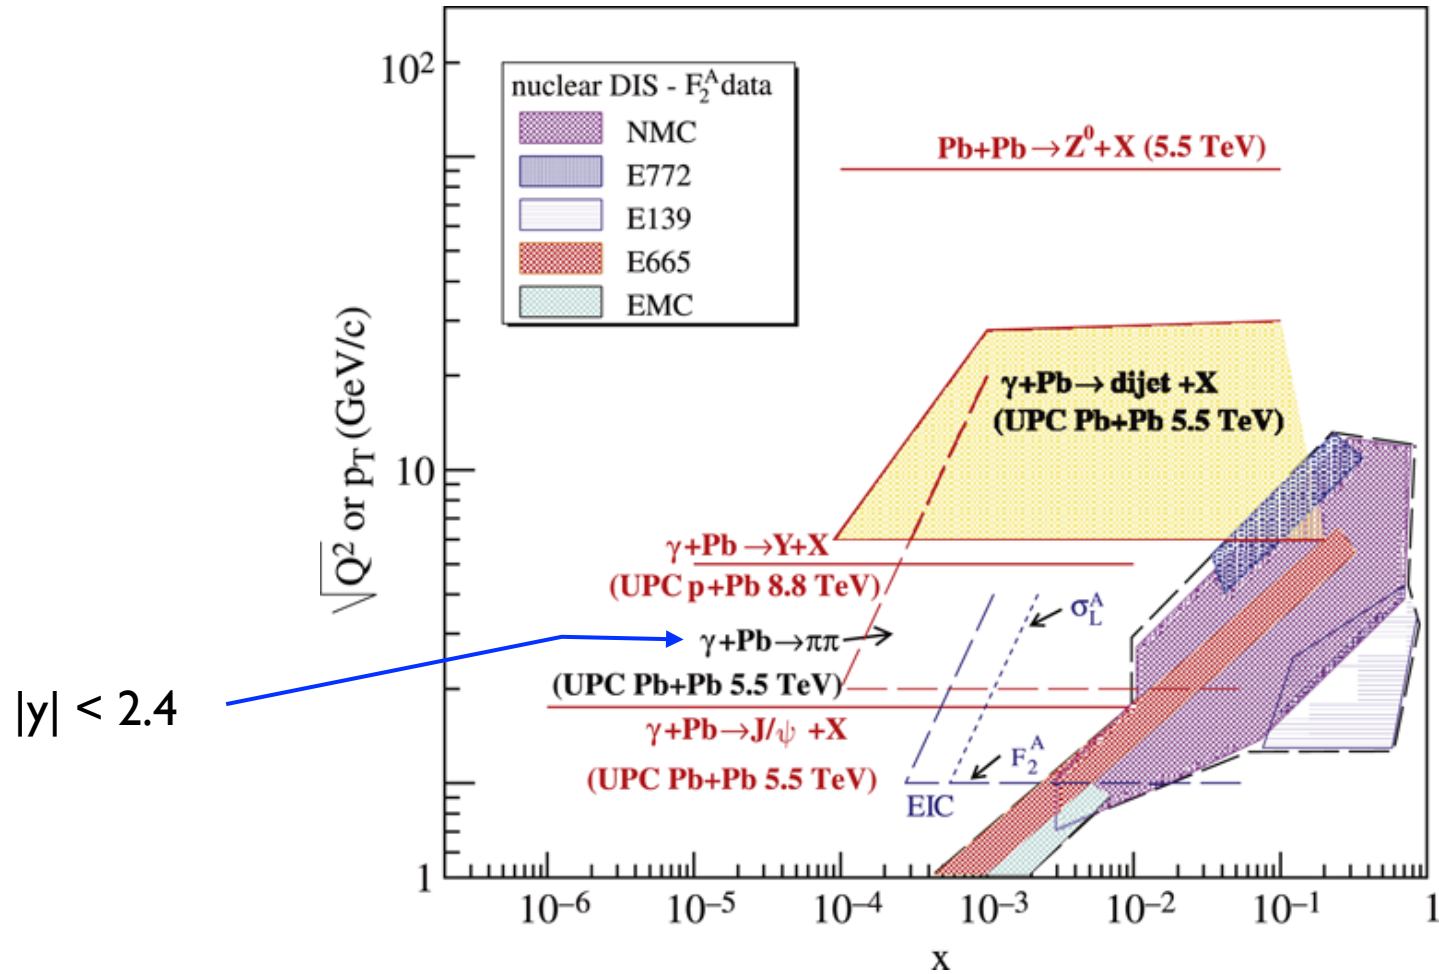 10²
nuclear DIS - F₂ᴬ data
NMC
E772
E139
E665
EMC
Pb+Pb→Z⁰+X (5.5 TeV)
√Q² or p_T (GeV/c)
γ+Pb→ dijet +X
(UPC Pb+Pb 5.5 TeV)
10
γ+Pb →Υ+X
(UPC p+Pb 8.8 TeV)
σ_Lᴬ
γ+Pb→ππ
(UPC Pb+Pb 5.5 TeV)
|y| < 2.4
γ+Pb→J/ψ +X
(UPC Pb+Pb 5.5 TeV)
F₂ᴬ
EIC
1
10⁻⁶ 10⁻⁵ 10⁻⁴ 10⁻³ 10⁻² 10⁻¹ 1
x